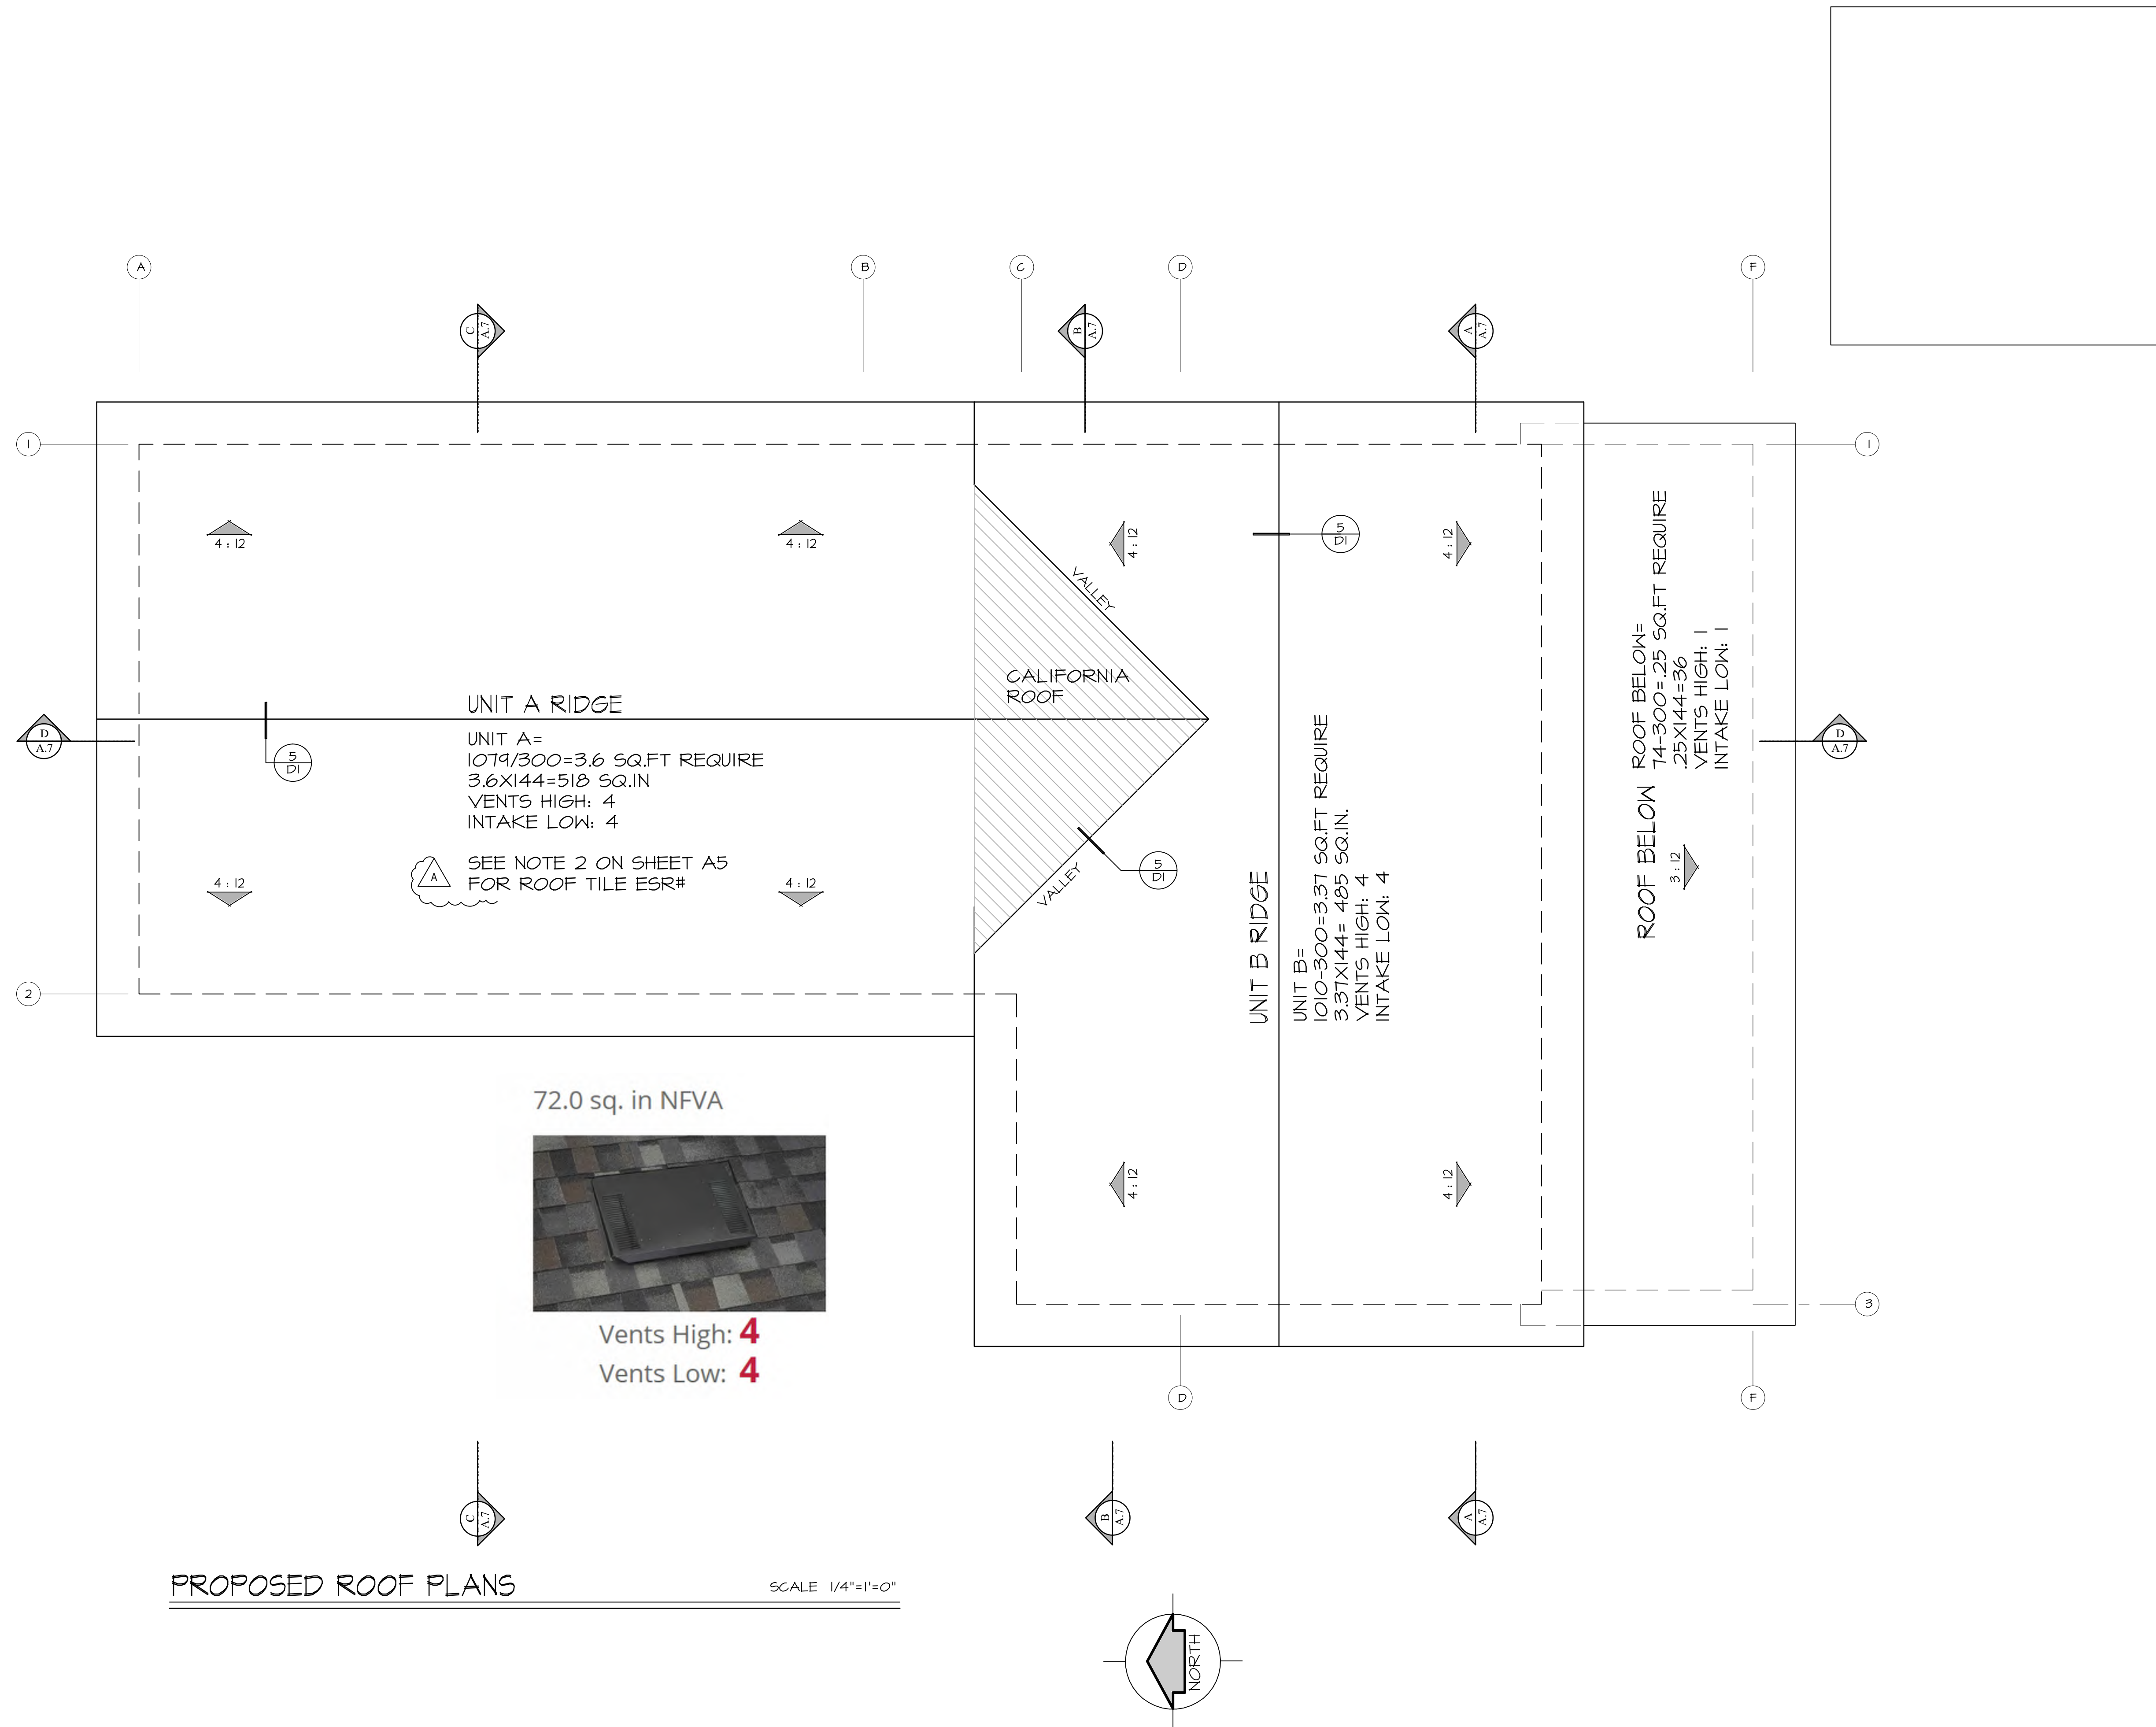 A
B
C
D
F
C
A.7
B
A.7
A
A.7
1
1
4 : 12
4 : 12
4 : 12
4 : 12
5
D1
VALLEY
CALIFORNIA
ROOF
UNIT A RIDGE
UNIT A=
1079/300=3.6 SQ.FT REQUIRE
3.6X144=518 SQ.IN
VENTS HIGH: 4
INTAKE LOW: 4
A
SEE NOTE 2 ON SHEET A5
FOR ROOF TILE ESR#
D
A.7
5
D1
4 : 12
4 : 12
VALLEY
5
D1
UNIT B RIDGE
UNIT B=
1010-300=3.37 SQ.FT REQUIRE
3.37X144= 485 SQ.IN.
VENTS HIGH: 4
INTAKE LOW: 4
ROOF BELOW
3 : 12
ROOF BELOW=
74-300=.25 SQ.FT REQUIRE
.25X144=36
VENTS HIGH: 1
INTAKE LOW: 1
D
A.7
2
4 : 12
4 : 12
72.0 sq. in NFVA
Vents High: 4
Vents Low: 4
3
D
F
C
A.7
B
A.7
A
A.7
PROPOSED ROOF PLANS
SCALE 1/4"=1'=0"
NORTH